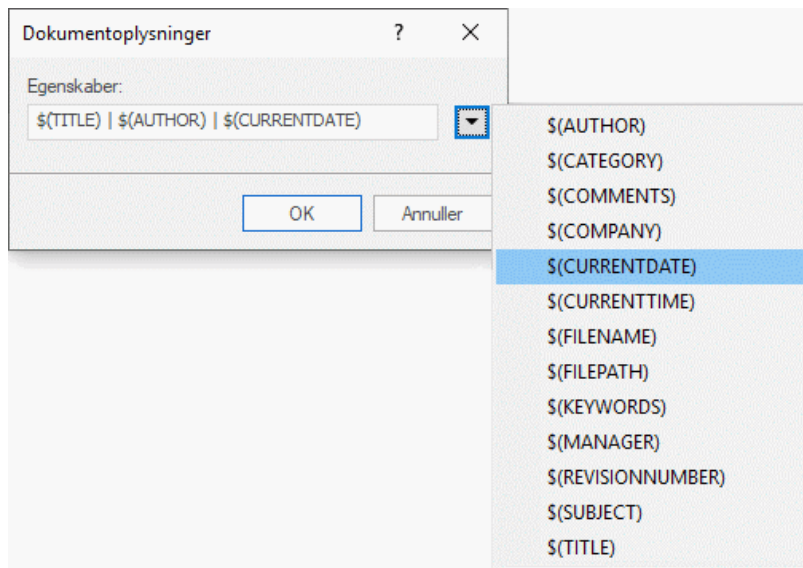 Dokumentoplysninger
?
Egenskaber:
$(TITLE) | $(AUTHOR) | $(CURRENTDATE)
OK
Annuller
$(AUTHOR)
$(CATEGORY)
$(COMMENTS)
$(COMPANY)
$(CURRENTDATE)
$(CURRENTTIME)
$(FILENAME)
$(FILEPATH)
$(KEYWORDS)
$(MANAGER)
$(REVISIONNUMBER)
$(SUBJECT)
$(TITLE)